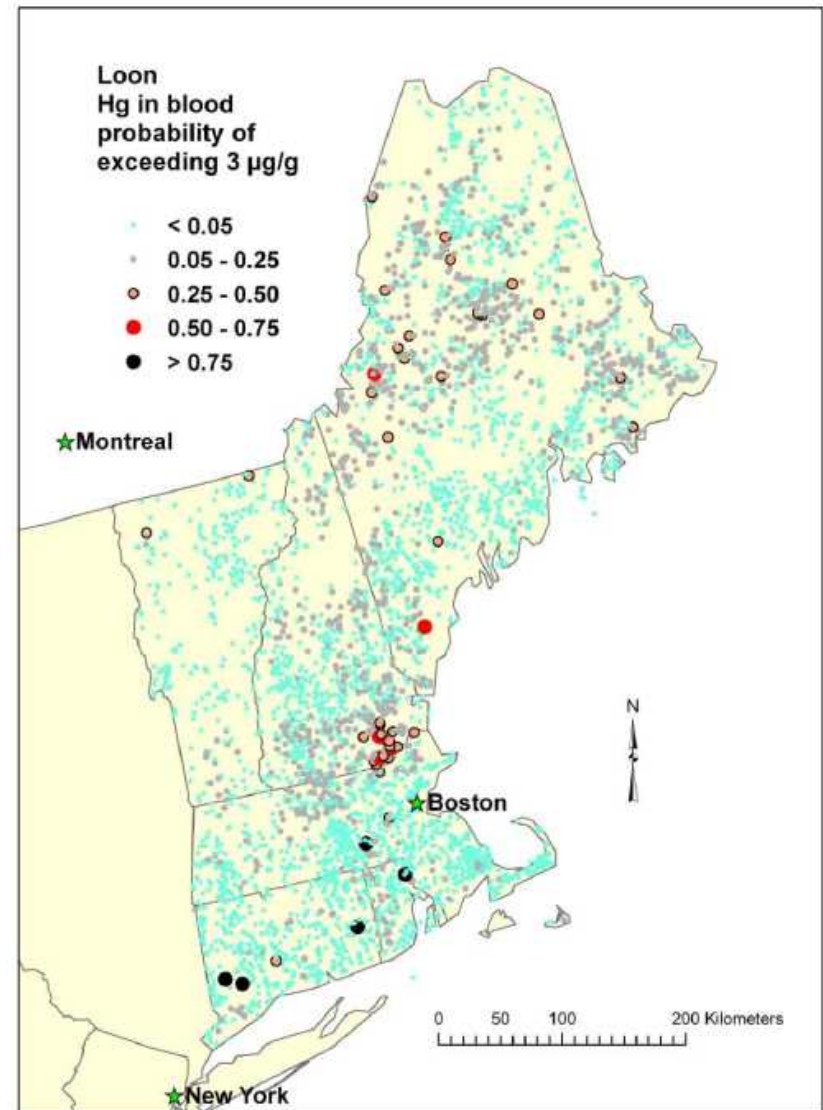 Loon
Hg in blood
probability of
exceeding 3 µg/g
< 0.05
0.05 - 0.25
0.25 - 0.50
0.50 - 0.75
> 0.75
Montreal
N
Boston
0 50 100 200 Kilometers
New York